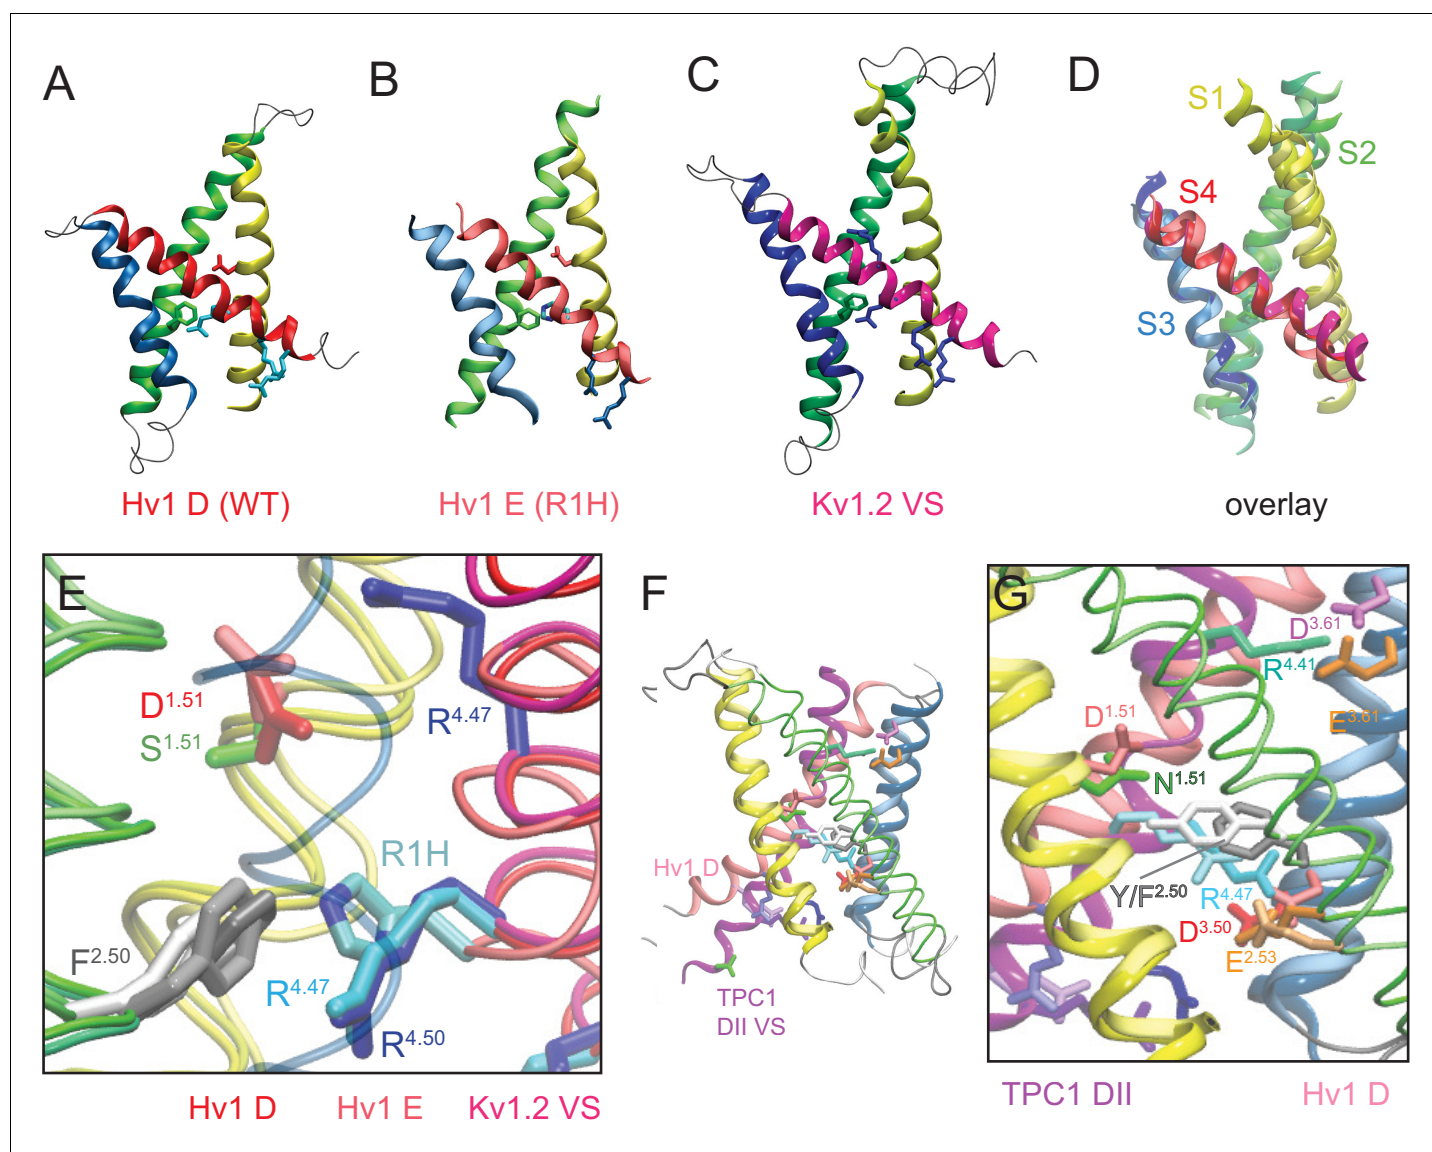 A
B
C
D
S1
S2
S4
S3
Hv1 D (WT)
Hv1 E (R1H)
Kv1.2 VS
overlay
E
D1.51
S1.51
R4.47
R1H
F2.50
R4.47
R4.50
Hv1 D
Hv1 E
Kv1.2 VS
F
Hv1 D
TPC1
DII VS
G
D3.61
R4.41
D1.51
E3.61
N1.51
Y/F2.50
R4.47
D3.50
E2.53
TPC1 DII
Hv1 D